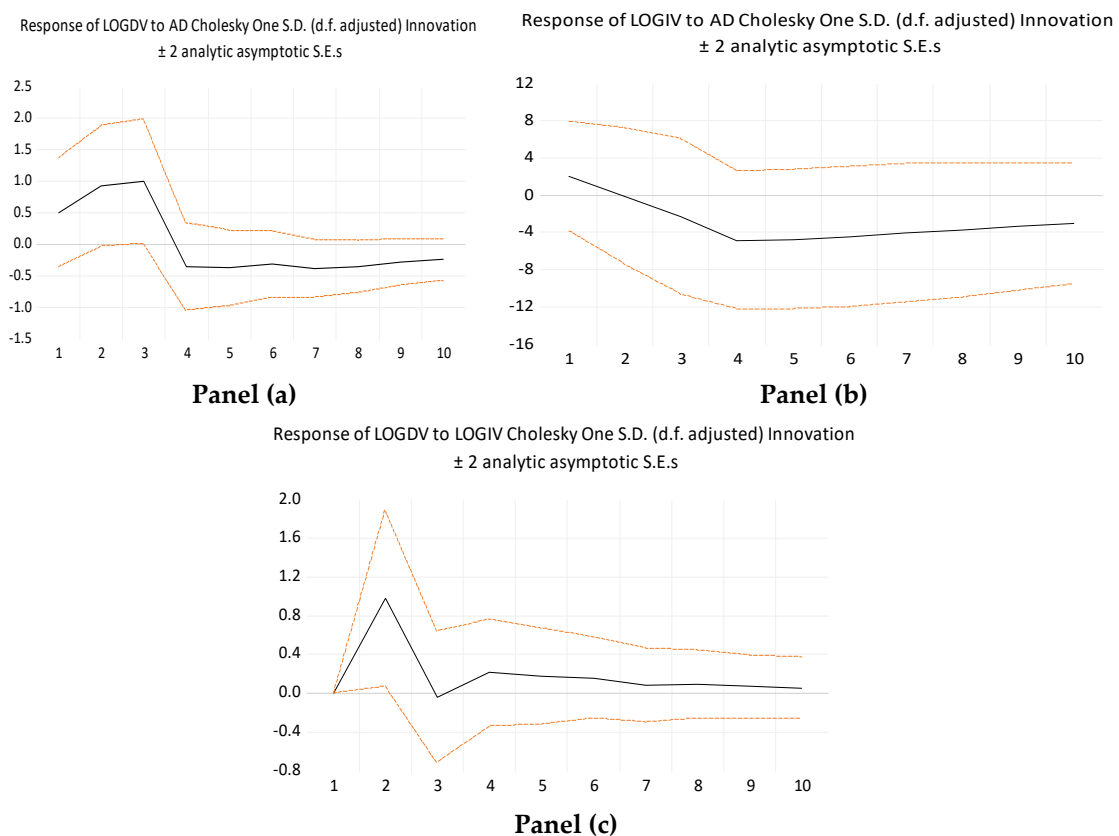 Response of LOGDV to AD Cholesky One S.D. (d.f. adjusted) Innovation
± 2 analytic asymptotic S.E.s
2.5
2.0
1.5
1.0
0.5
0.0
-0.5
-1.0
-1.5
1 2 3 4 5 6 7 8 9 10
Panel (a)
Response of LOGIV to AD Cholesky One S.D. (d.f. adjusted) Innovation
± 2 analytic asymptotic S.E.s
12
8
4
0
-4
-8
-12
-16
1 2 3 4 5 6 7 8 9 10
Panel (b)
Response of LOGDV to LOGIV Cholesky One S.D. (d.f. adjusted) Innovation
± 2 analytic asymptotic S.E.s
2.0
1.6
1.2
0.8
0.4
0.0
-0.4
-0.8
1 2 3 4 5 6 7 8 9 10
Panel (c)